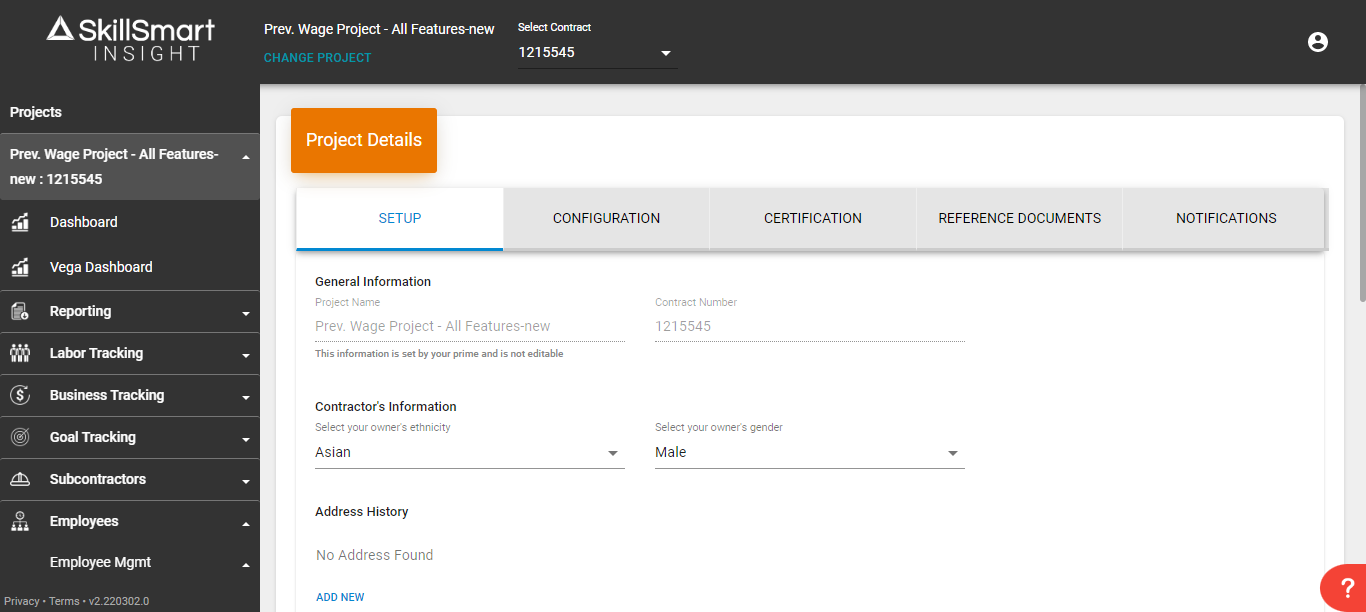 SkillSmart
INSIGHT
Prev. Wage Project - All Features-new
CHANGE PROJECT
Select Contract
1215545
Projects
Prev. Wage Project - All Features-
new : 1215545
Dashboard
Vega Dashboard
Reporting
Labor Tracking
Business Tracking
Goal Tracking
Subcontractors
Employees
Employee Mgmt
Privacy • Terms • v2.220302.0
Project Details
SETUP
CONFIGURATION
CERTIFICATION
REFERENCE DOCUMENTS
NOTIFICATIONS
General Information
Project Name
Contract Number
Prev. Wage Project - All Features-new
1215545
This information is set by your prime and is not editable
Contractor's Information
Select your owner's ethnicity
Select your owner's gender
Asian
Male
Address History
No Address Found
ADD NEW
?